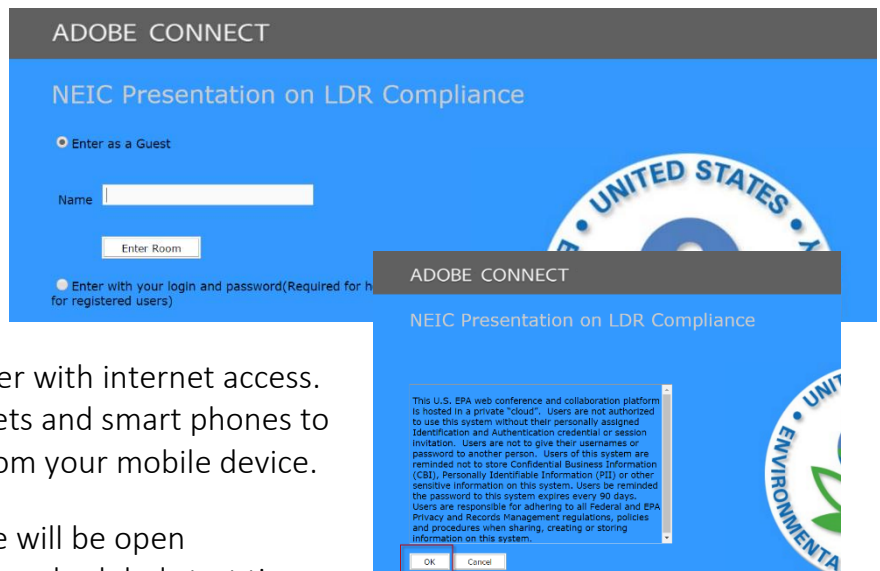 ADOBE CONNECT
NEIC Presentation on LDR Compliance
Enter as a Guest
Name
Enter Room
Enter with your login and password(Required for
for registered users)
UNITED STATES
ADOBE CONNECT
NEIC Presentation on LDR Compliance
This U.S. EPA web conference and collaboration platform
is hosted in a private "cloud". Users are not authorized
to use this system without their personally assigned
Identification and Authentication credential or session
invitation. Users are not to give their usernames or
password to another person. Users of this system are
reminded not to store Confidential Business Information
(CBI), Personally Identifiable Information (PII) or other
sensitive information on this system. Users be reminded
the password to this system expires every 90 days.
Users are responsible for adhering to all Federal and EPA
Privacy and Records Management regulations, policies
and procedures when sharing, creating or storing
information on this system.
OK Cancel
with internet access.
and smart phones to
your mobile device.
will be open